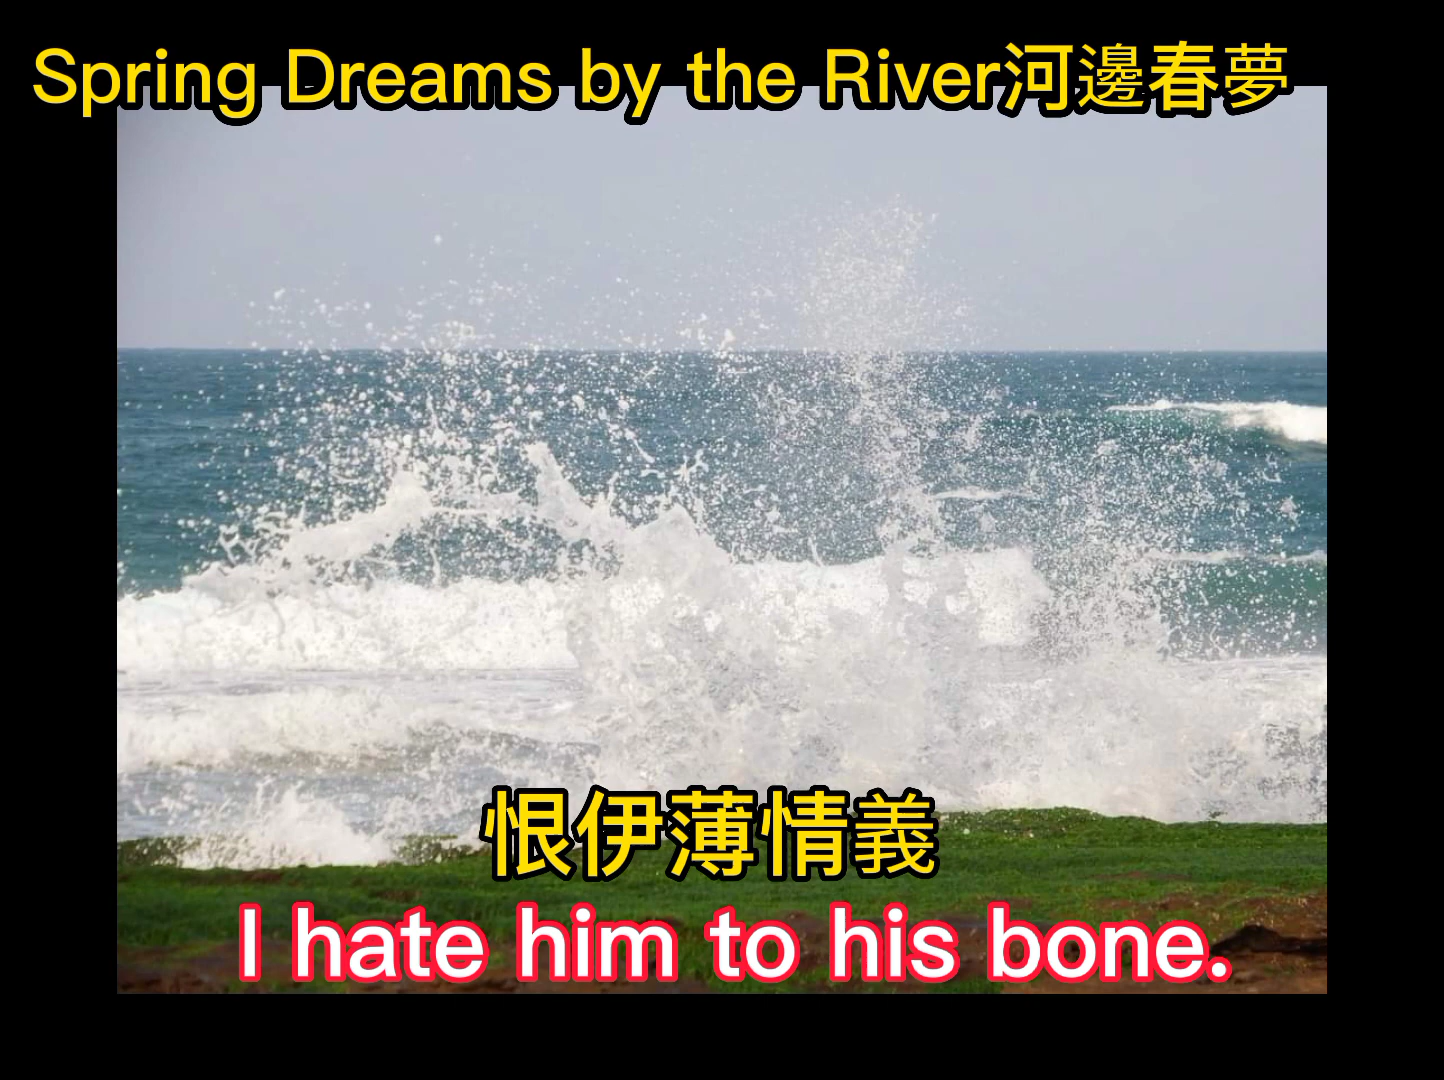 Spring Dreams by the River河邊春夢
恨伊薄情義
I hate him to his bone.